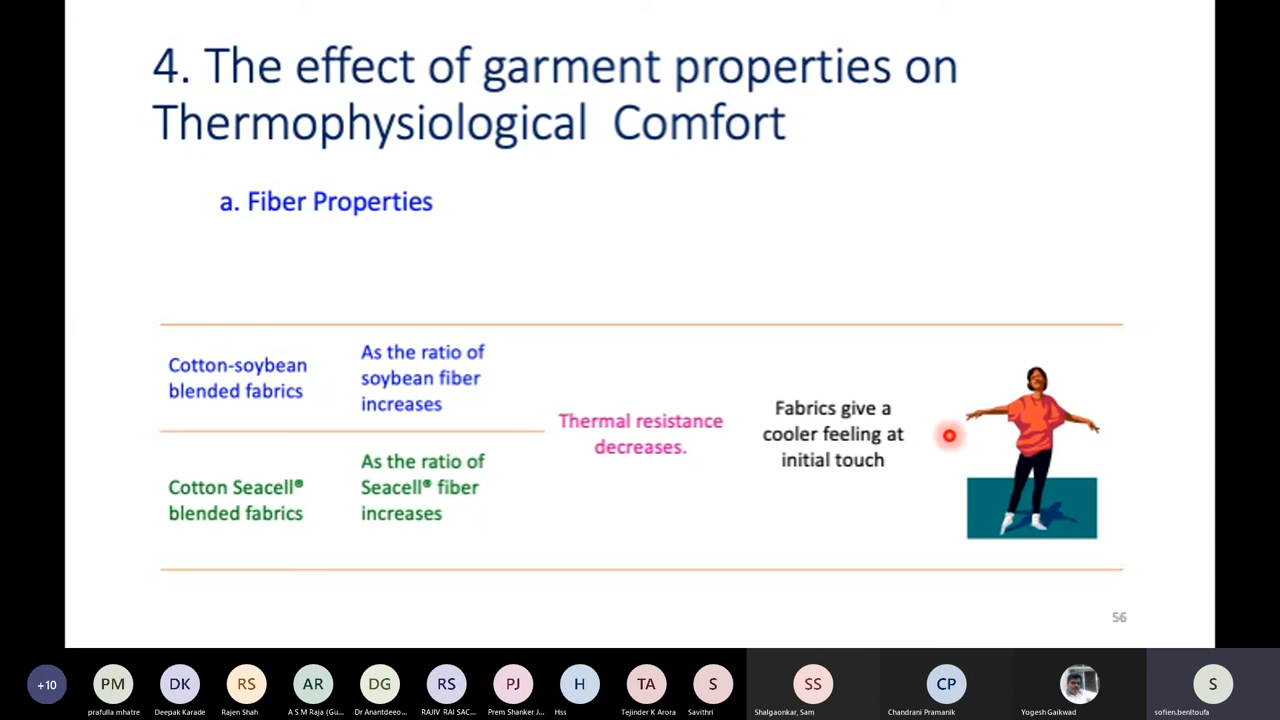 4. The effect of garment properties on
Thermophysiological Comfort
a. Fiber Properties
Cotton-soybean
blended fabrics
As the ratio of
soybean fiber
increases
Thermal resistance
decreases.
Fabrics give a
cooler feeling at
initial touch
Cotton Seacell®
blended fabrics
As the ratio of
Seacell® fiber
increases
56
+10
PM
DK
RS
AR
DG
RS
PJ
H
TA
S
SS
CP
S
prafulla mhatre
Deepak Karade
Rajen Shah
A S M Raja (Gu...
Dr Anantdeeo...
RAJIV RAI SAC...
Prem Shanker J...
Hss
Tejinder K Arora
Savithri
Shalgaonkar, Sam
Chandrani Pramanik
Yogesh Gaikwad
sofien.benltoufa